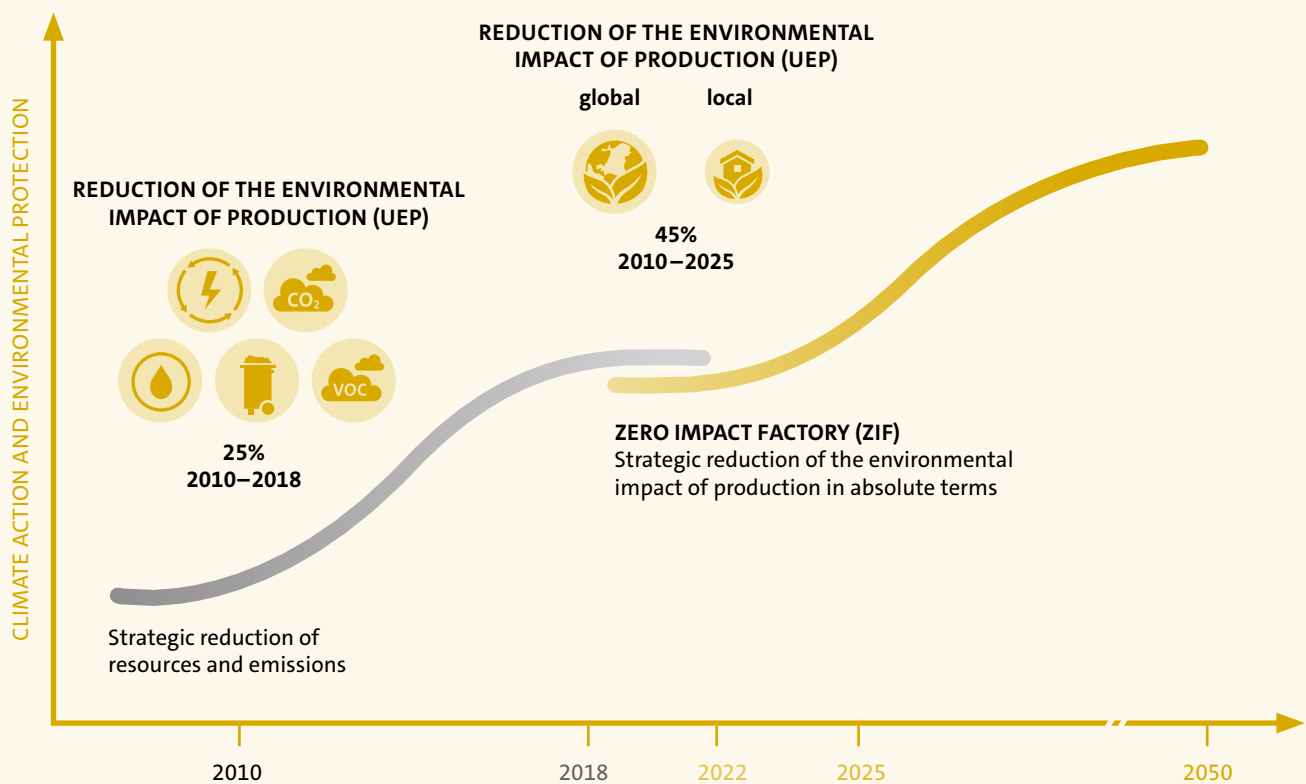 CLIMATE ACTION AND ENVIRONMENTAL PROTECTION
REDUCTION OF THE ENVIRONMENTAL
IMPACT OF PRODUCTION (UEP)
CO₂
VOC
25%
2010–2018
REDUCTION OF THE ENVIRONMENTAL
IMPACT OF PRODUCTION (UEP)
global local
45%
2010–2025
ZERO IMPACT FACTORY (ZIF)
Strategic reduction of the environmental
impact of production in absolute terms
Strategic reduction of
resources and emissions
2010 2018 2022 2025 2050